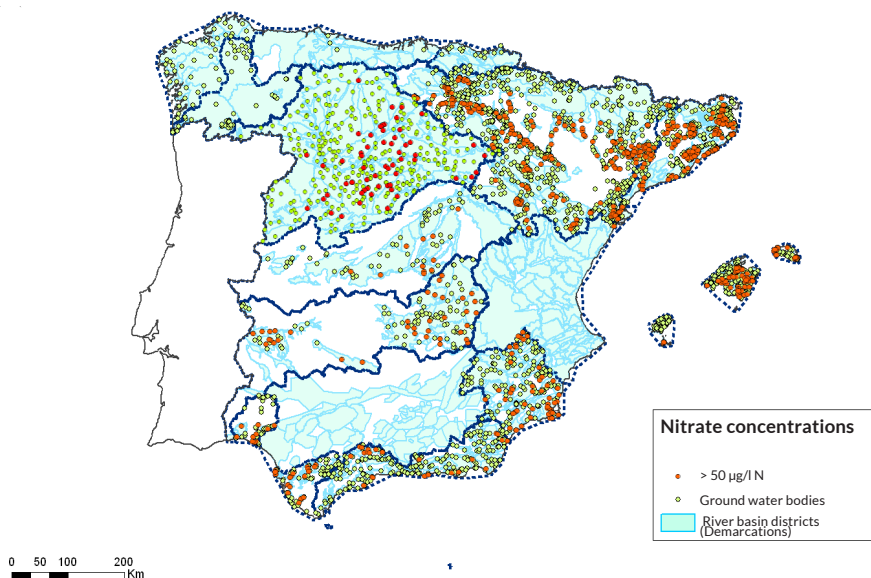 Nitrate concentrations
> 50 µg/l N
Ground water bodies
River basin districts
(Demarcations)
0 50 100 200
Km